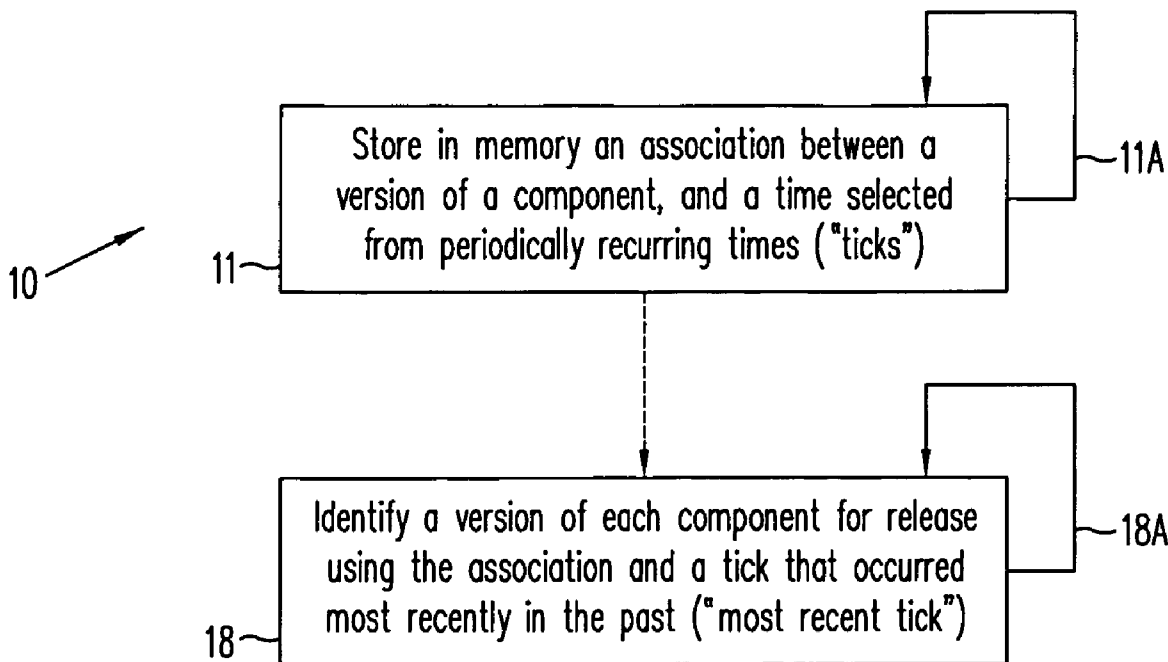 Store in memory an association between a
version of a component, and a time selected
from periodically recurring times ("ticks")
11A
10
11
Identify a version of each component for release
using the association and a tick that occurred
most recently in the past ("most recent tick")
18A
18